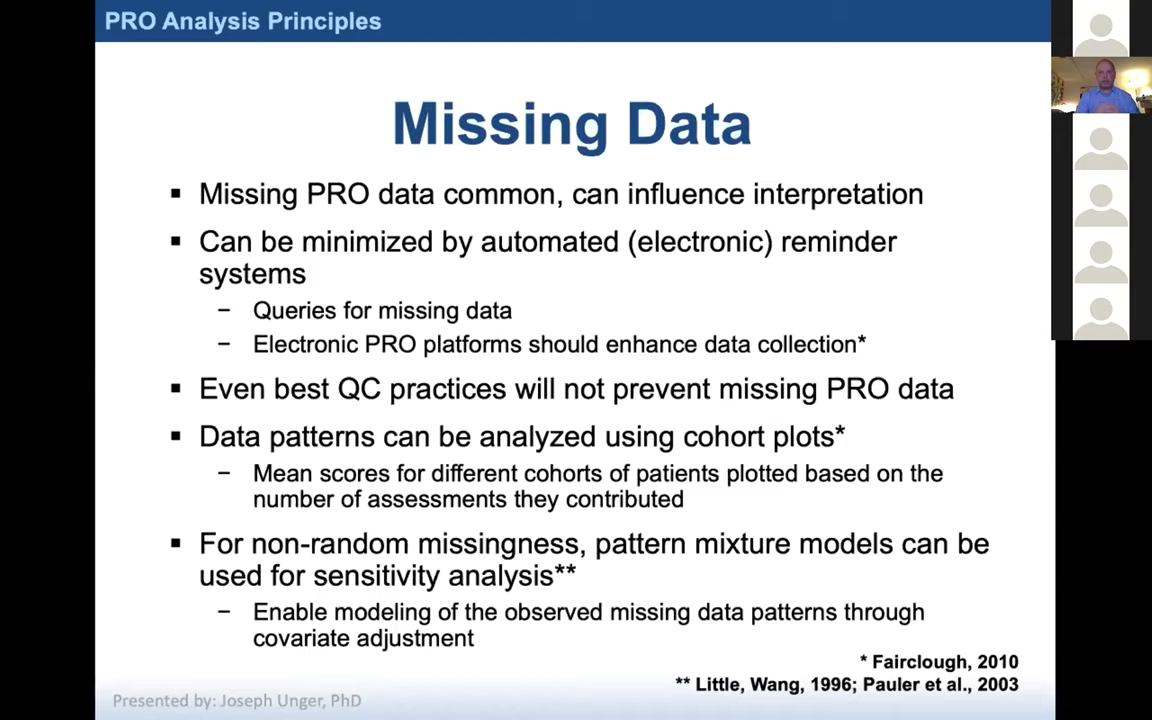 PRO Analysis Principles
Missing Data
▪ Missing PRO data common, can influence interpretation
▪ Can be minimized by automated (electronic) reminder
systems
− Queries for missing data
− Electronic PRO platforms should enhance data collection*
▪ Even best QC practices will not prevent missing PRO data
▪ Data patterns can be analyzed using cohort plots*
− Mean scores for different cohorts of patients plotted based on the
number of assessments they contributed
▪ For non-random missingness, pattern mixture models can be
used for sensitivity analysis**
− Enable modeling of the observed missing data patterns through
covariate adjustment
* Fairclough, 2010
** Little, Wang, 1996; Pauler et al., 2003
Presented by: Joseph Unger, PhD